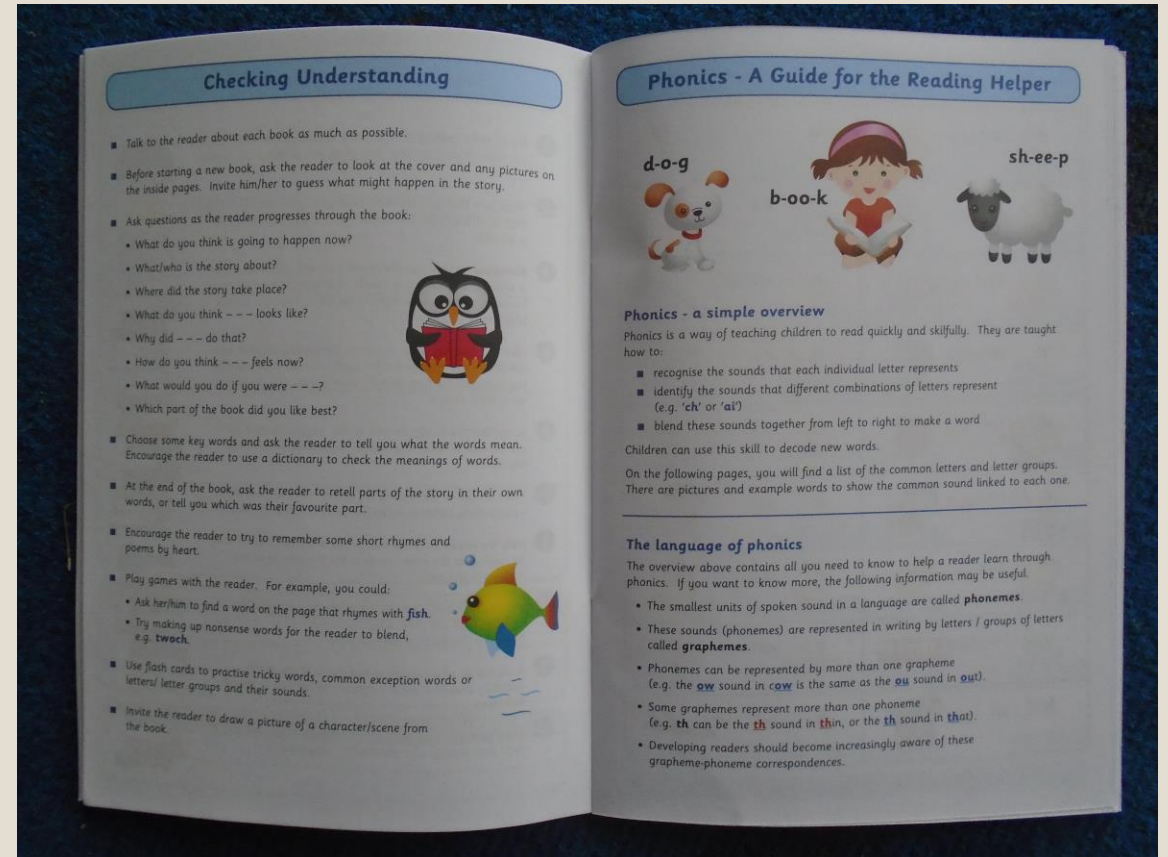 Checking Understanding
■ Talk to the reader about each book as much as possible.
■ Before starting a new book, ask the reader to look at the cover and any pictures on
the inside pages. Invite him/her to guess what might happen in the story.
■ Ask questions as the reader progresses through the book:
• What do you think is going to happen now?
• What/who is the story about?
• Where did the story take place?
• What do you think – – – looks like?
• Why did – – – do that?
• How do you think – – – feels now?
• What would you do if you were – – –?
• Which part of the book did you like best?
■ Choose some key words and ask the reader to tell you what the words mean.
Encourage the reader to use a dictionary to check the meanings of words.
■ At the end of the book, ask the reader to retell parts of the story in their own
words, or tell you which was their favourite part.
■ Encourage the reader to try to remember some short rhymes and
poems by heart.
■ Play games with the reader. For example, you could:
• Ask her/him to find a word on the page that rhymes with fish.
• Try making up nonsense words for the reader to blend,
e.g. twoch.
■ Use flash cards to practise tricky words, common exception words or
letters/ letter groups and their sounds.
■ Invite the reader to draw a picture of a character/scene from
the book.
Phonics - A Guide for the Reading Helper
d-o-g
b-oo-k
sh-ee-p
Phonics - a simple overview
Phonics is a way of teaching children to read quickly and skilfully. They are taught
how to:
■ recognise the sounds that each individual letter represents
■ identify the sounds that different combinations of letters represent
(e.g. 'ch' or 'ai')
■ blend these sounds together from left to right to make a word
Children can use this skill to decode new words.
On the following pages, you will find a list of the common letters and letter groups.
There are pictures and example words to show the common sound linked to each one.
The language of phonics
The overview above contains all you need to know to help a reader learn through
phonics. If you want to know more, the following information may be useful.
• The smallest units of spoken sound in a language are called phonemes.
• These sounds (phonemes) are represented in writing by letters / groups of letters
called graphemes.
• Phonemes can be represented by more than one grapheme
(e.g. the ow sound in cow is the same as the ou sound in out).
• Some graphemes represent more than one phoneme
(e.g. th can be the th sound in thin, or the th sound in that).
• Developing readers should become increasingly aware of these
grapheme-phoneme correspondences.